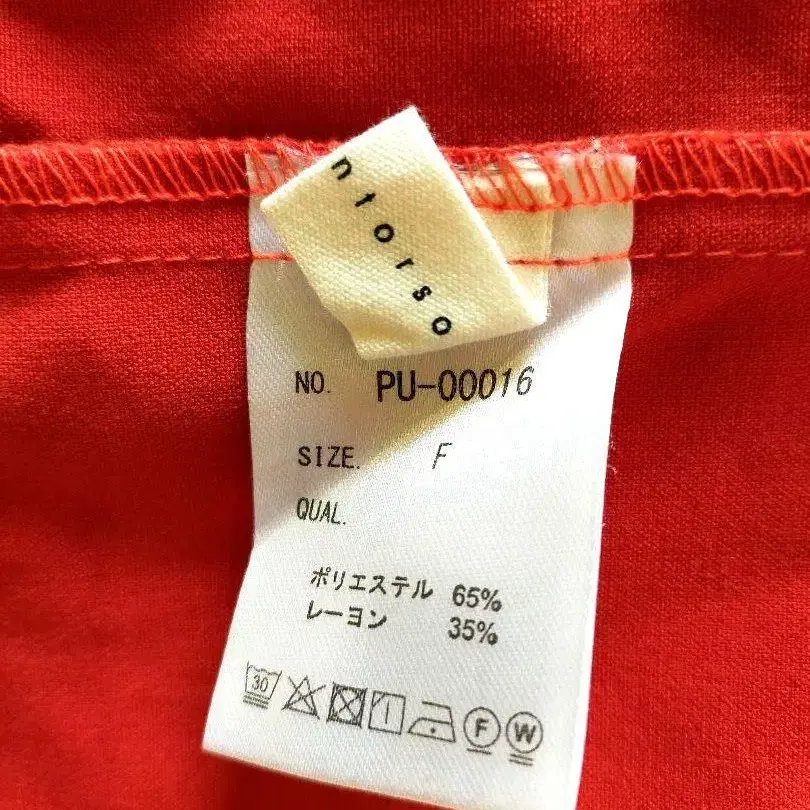 ntorso
NO. PU-00016
SIZE. F
QUAL.
ポリエステル 65%
レーヨン 35%
30 F W